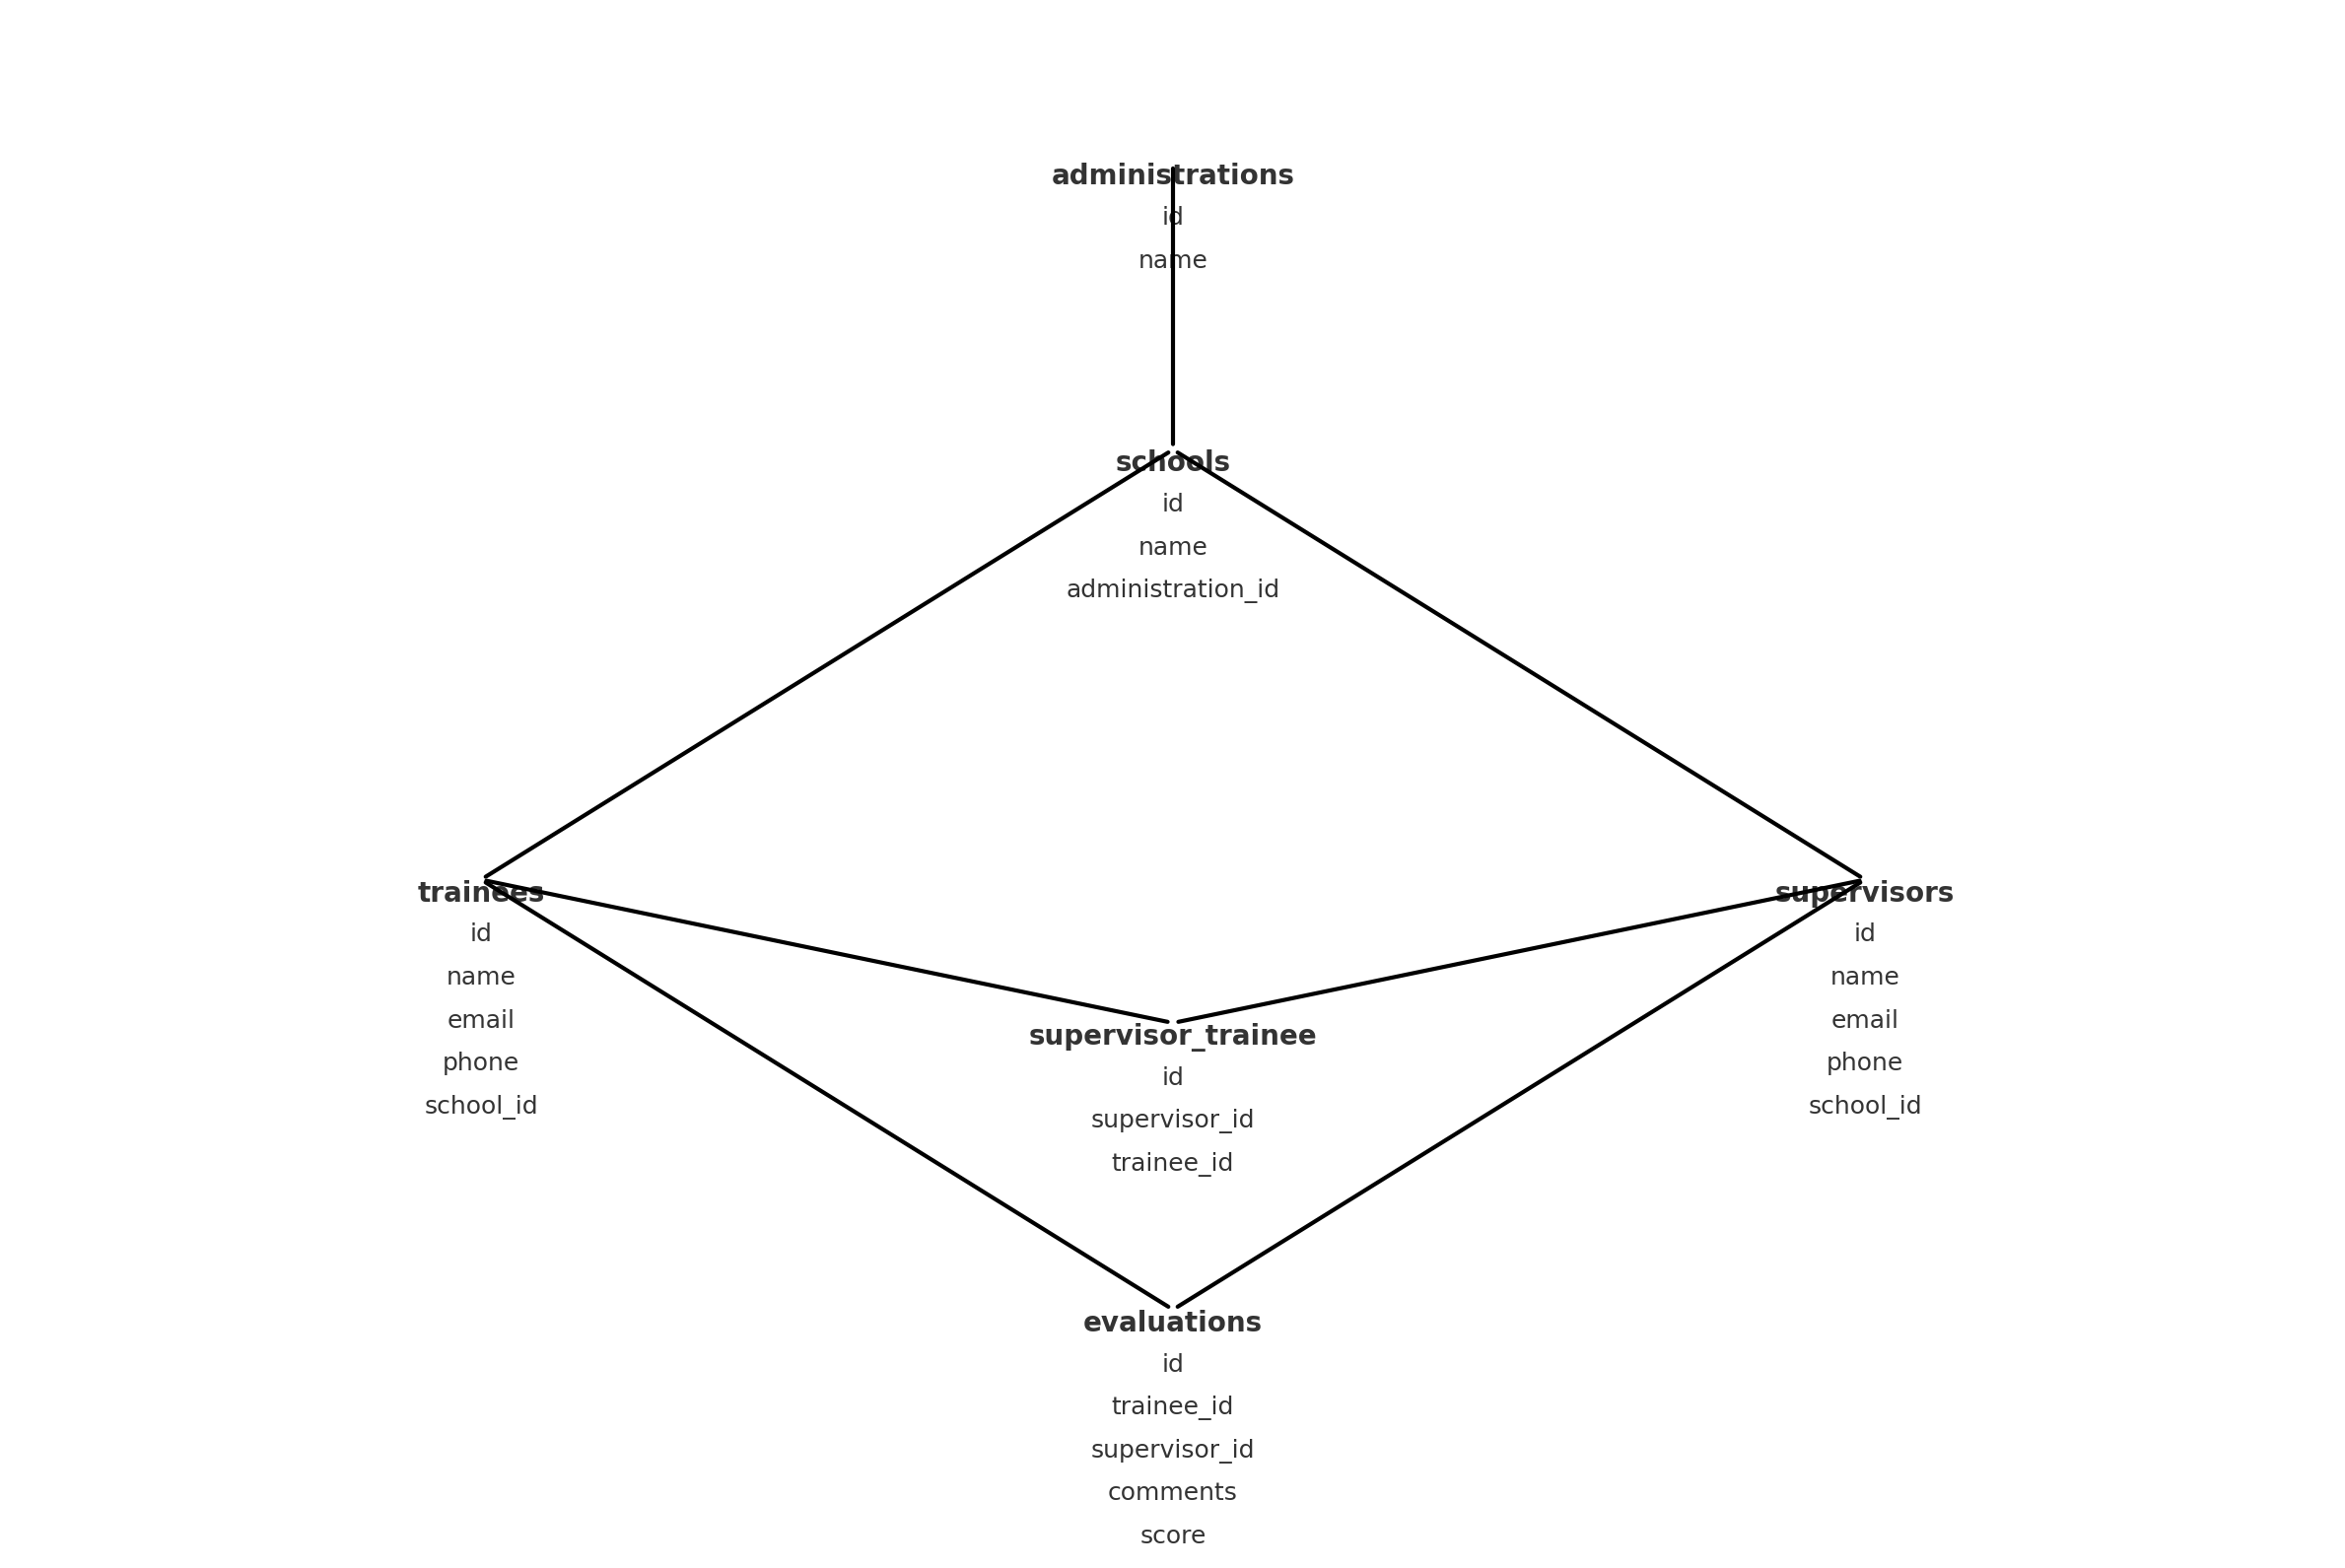 administrations
id
name
schools
id
name
administration_id
trainees
id
name
email
phone
school_id
supervisors
id
name
email
phone
school_id
supervisor_trainee
id
supervisor_id
trainee_id
evaluations
id
trainee_id
supervisor_id
comments
score